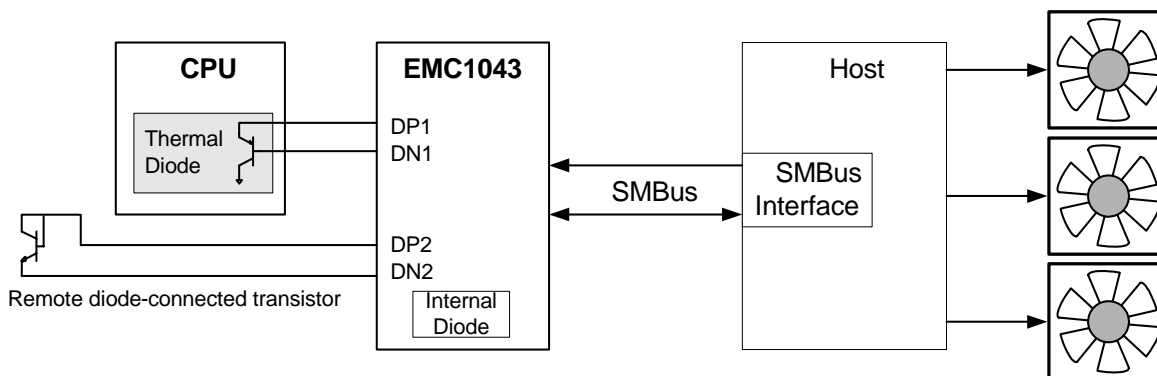 CPU
Thermal
Diode
EMC1043
DP1
DN1
DP2
DN2
Internal
Diode
Remote diode-connected transistor
SMBus
Host
SMBus
Interface